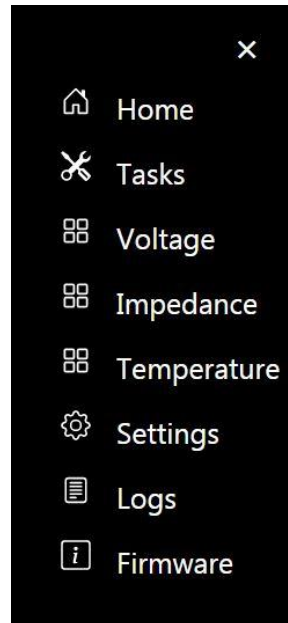 Home
Tasks
Voltage
Impedance
Temperature
Settings
Logs
Firmware